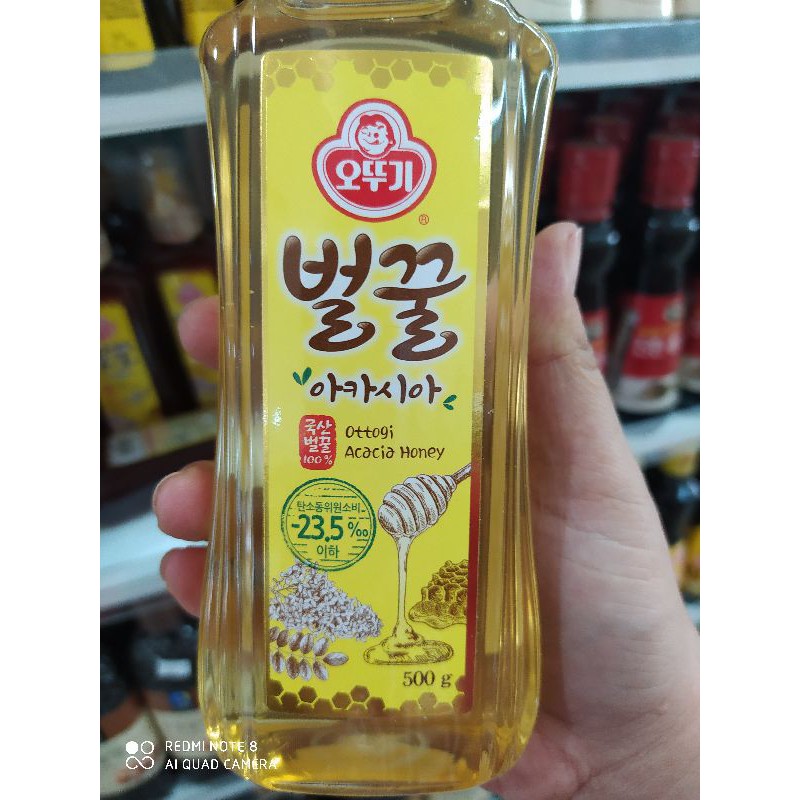 오뚜기
®
벌꿀
아카시아
국산
벌꿀
100%
Ottogi
Acacia Honey
탄소동위원소비
-23.5‰
이하
500 g
REDMI NOTE 8
AI QUAD CAMERA